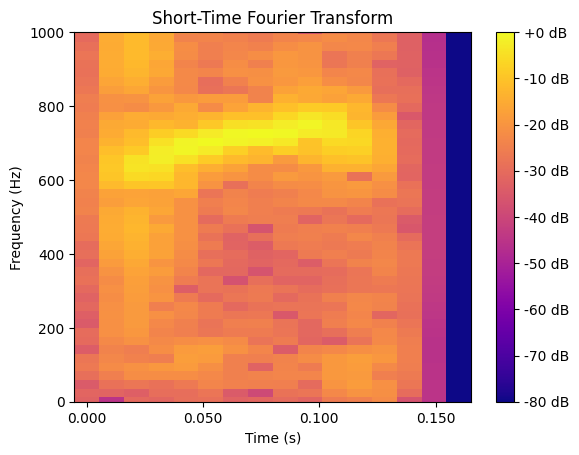 Short-Time Fourier Transform
1000
800
600
400
200
0
Frequency (Hz)
0.000
0.050
0.100
0.150
Time (s)
+0 dB
-10 dB
-20 dB
-30 dB
-40 dB
-50 dB
-60 dB
-70 dB
-80 dB